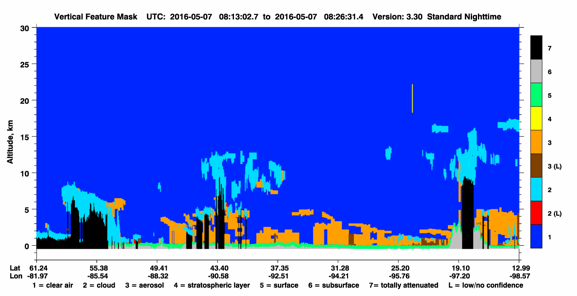 Vertical Feature Mask UTC: 2016-05-07 08:13:02.7 to 2016-05-07 08:26:31.4 Version: 3.30 Standard Nighttime
30
25
20
15
10
5
0
Altitude, km
7
6
5
4
3
3 (L)
2
2 (L)
1
Lat 61.24 55.38 49.43 43.40 37.35 31.28 25.20 19.10 12.99
Lon -81.97 -85.54 -88.32 -90.58 -92.51 -94.21 -95.76 -97.20 -98.57
1 = clear air 2 = cloud 3 = aerosol 4 = stratospheric layer 5 = surface 6 = subsurface 7= totally attenuated L = low/no confidence